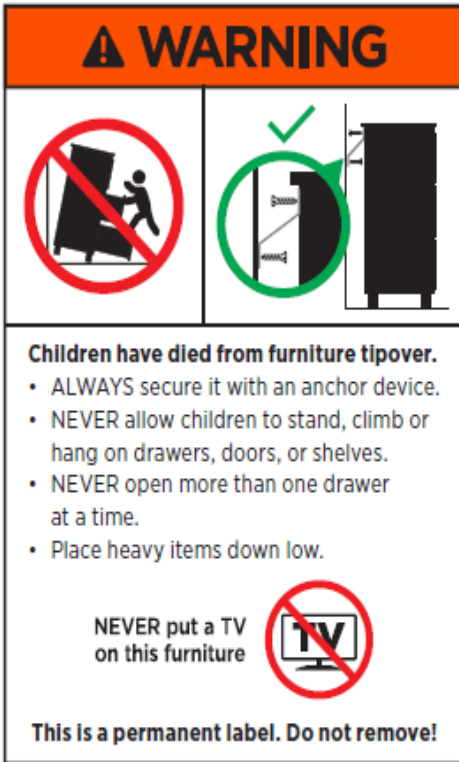 WARNING
Children have died from furniture tipover.
• ALWAYS secure it with an anchor device.
• NEVER allow children to stand, climb or
hang on drawers, doors, or shelves.
• NEVER open more than one drawer
at a time.
• Place heavy items down low.
NEVER put a TV
on this furniture
TV
This is a permanent label. Do not remove!